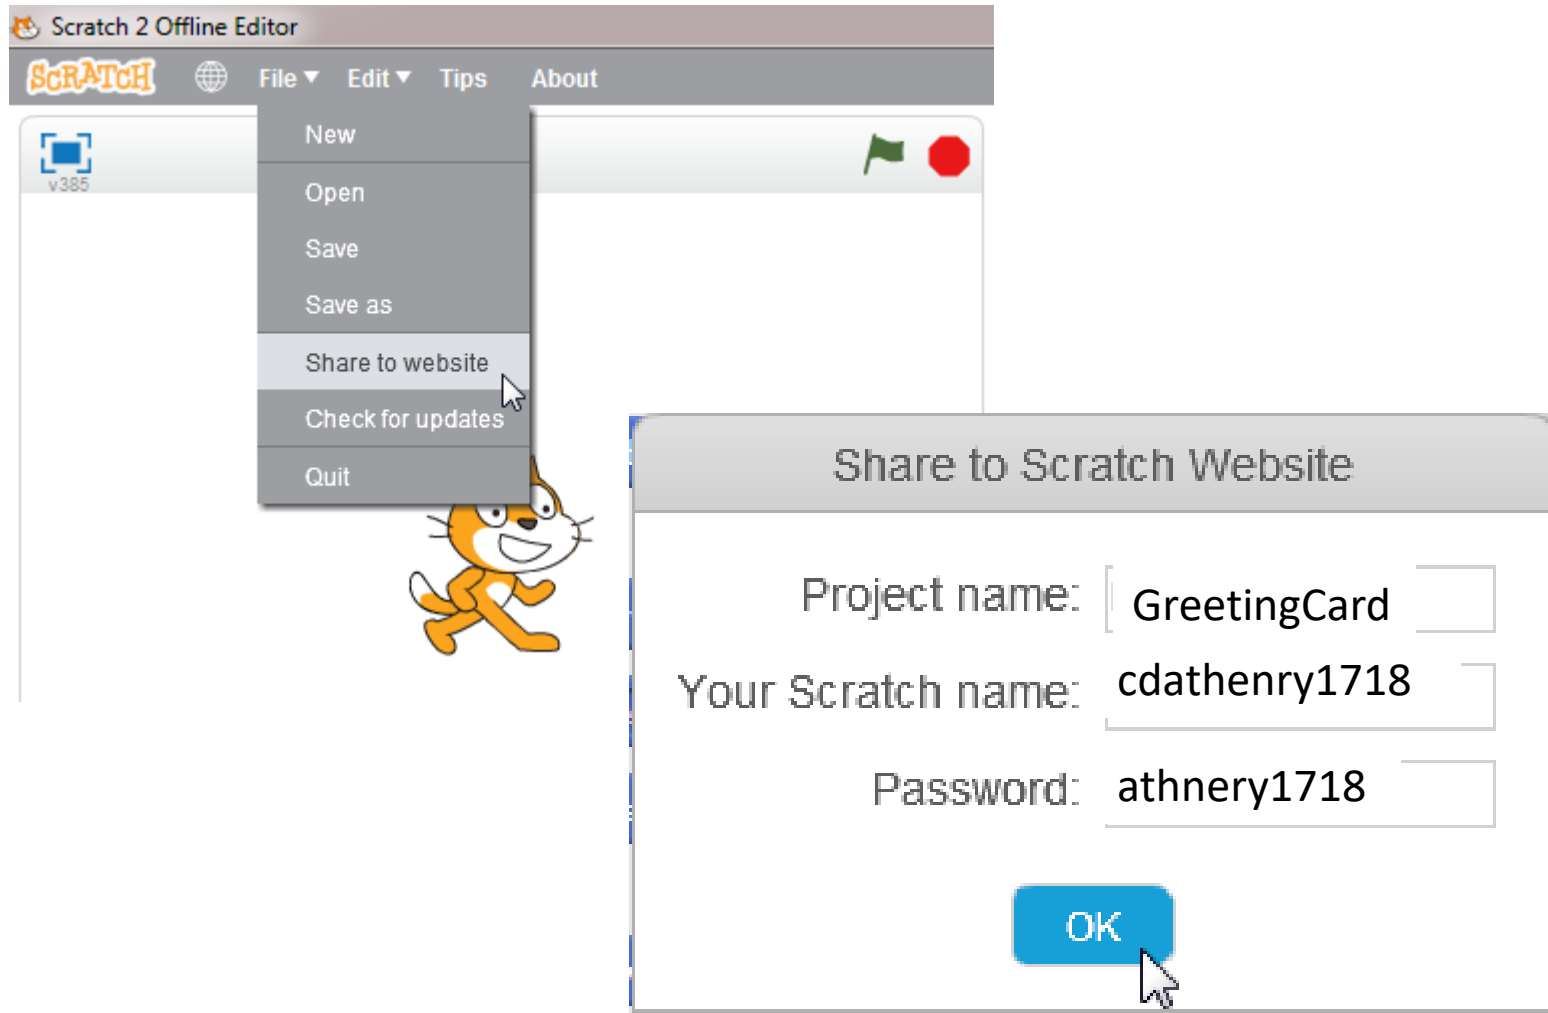 Scratch 2 Offline Editor
SCRATCH File Edit Tips About
v385
New
Open
Save
Save as
Share to website
Check for updates
Quit
Share to Scratch Website
Project name: GreetingCard
Your Scratch name: cdathenry1718
Password: athnery1718
OK